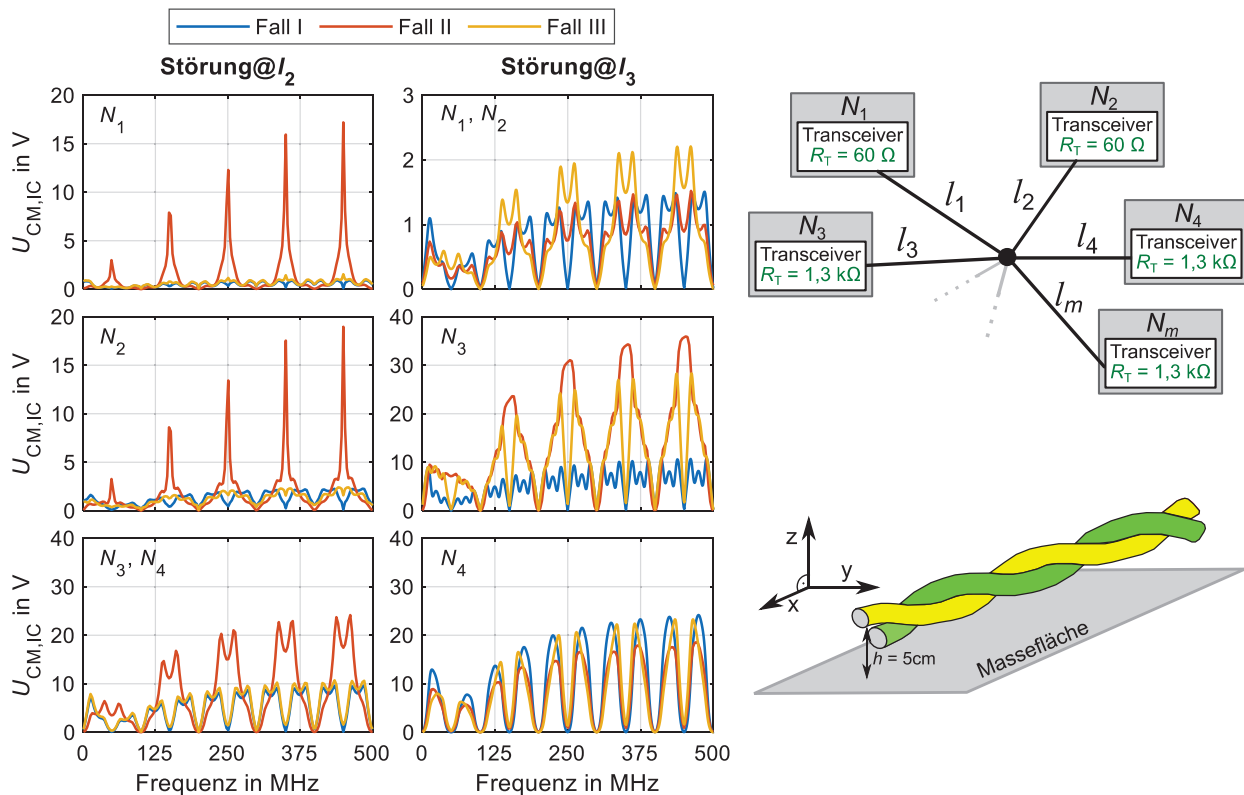 Fall I Fall II Fall III
Störung@l2 Störung@l3
20
15
10
5
0
N1
UCM,IC in V
3
2
1
0
N1, N2
20
15
10
5
0
N2
UCM,IC in V
40
30
20
10
0
N3
40
30
20
10
0
N3, N4
UCM,IC in V
0 125 250 375 500
Frequenz in MHz
40
30
20
10
0
N4
0 125 250 375 500
Frequenz in MHz
N1
Transceiver
RT = 60 Ω
N2
Transceiver
RT = 60 Ω
N3
Transceiver
RT = 1,3 kΩ
N4
Transceiver
RT = 1,3 kΩ
Nm
Transceiver
RT = 1,3 kΩ
l1
l2
l3
l4
lm
z
y
x
h = 5cm
Massefläche